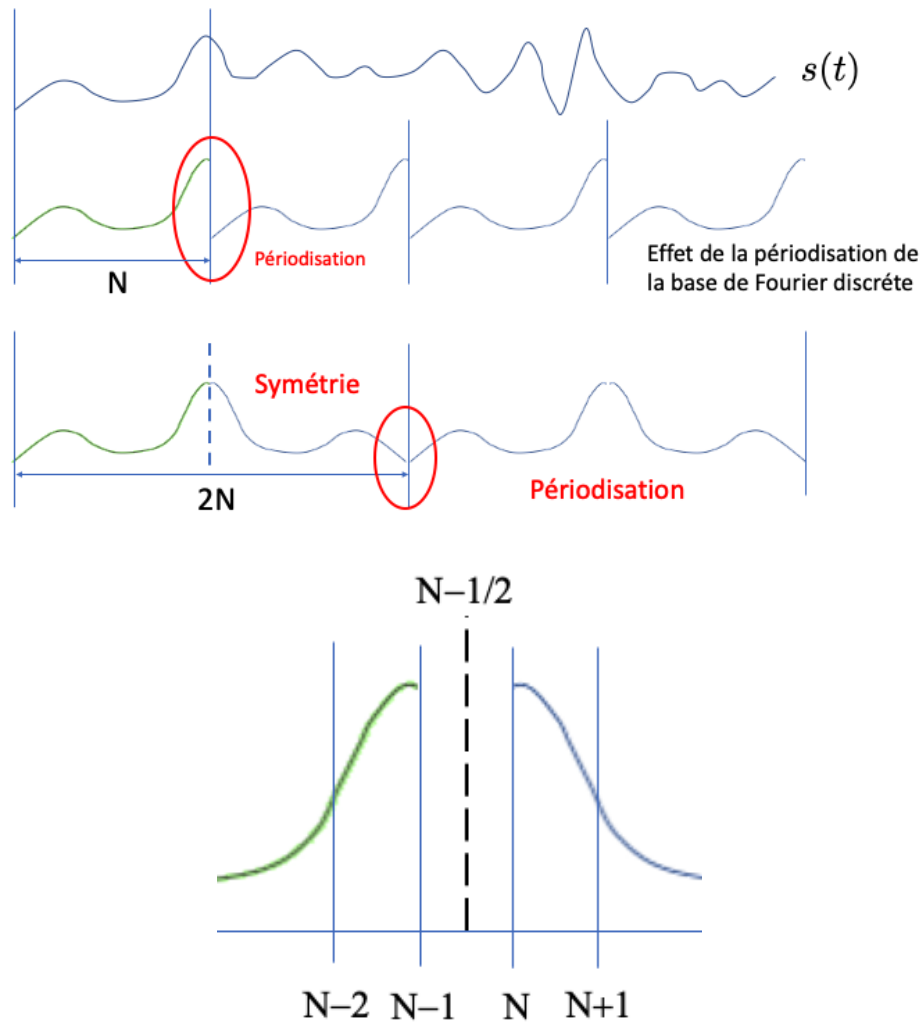 s(t)
Périodisation
N
Effet de la périodisation de
la base de Fourier discréte
Symétrie
2N
Périodisation
N–1/2
N–2
N–1
N
N+1